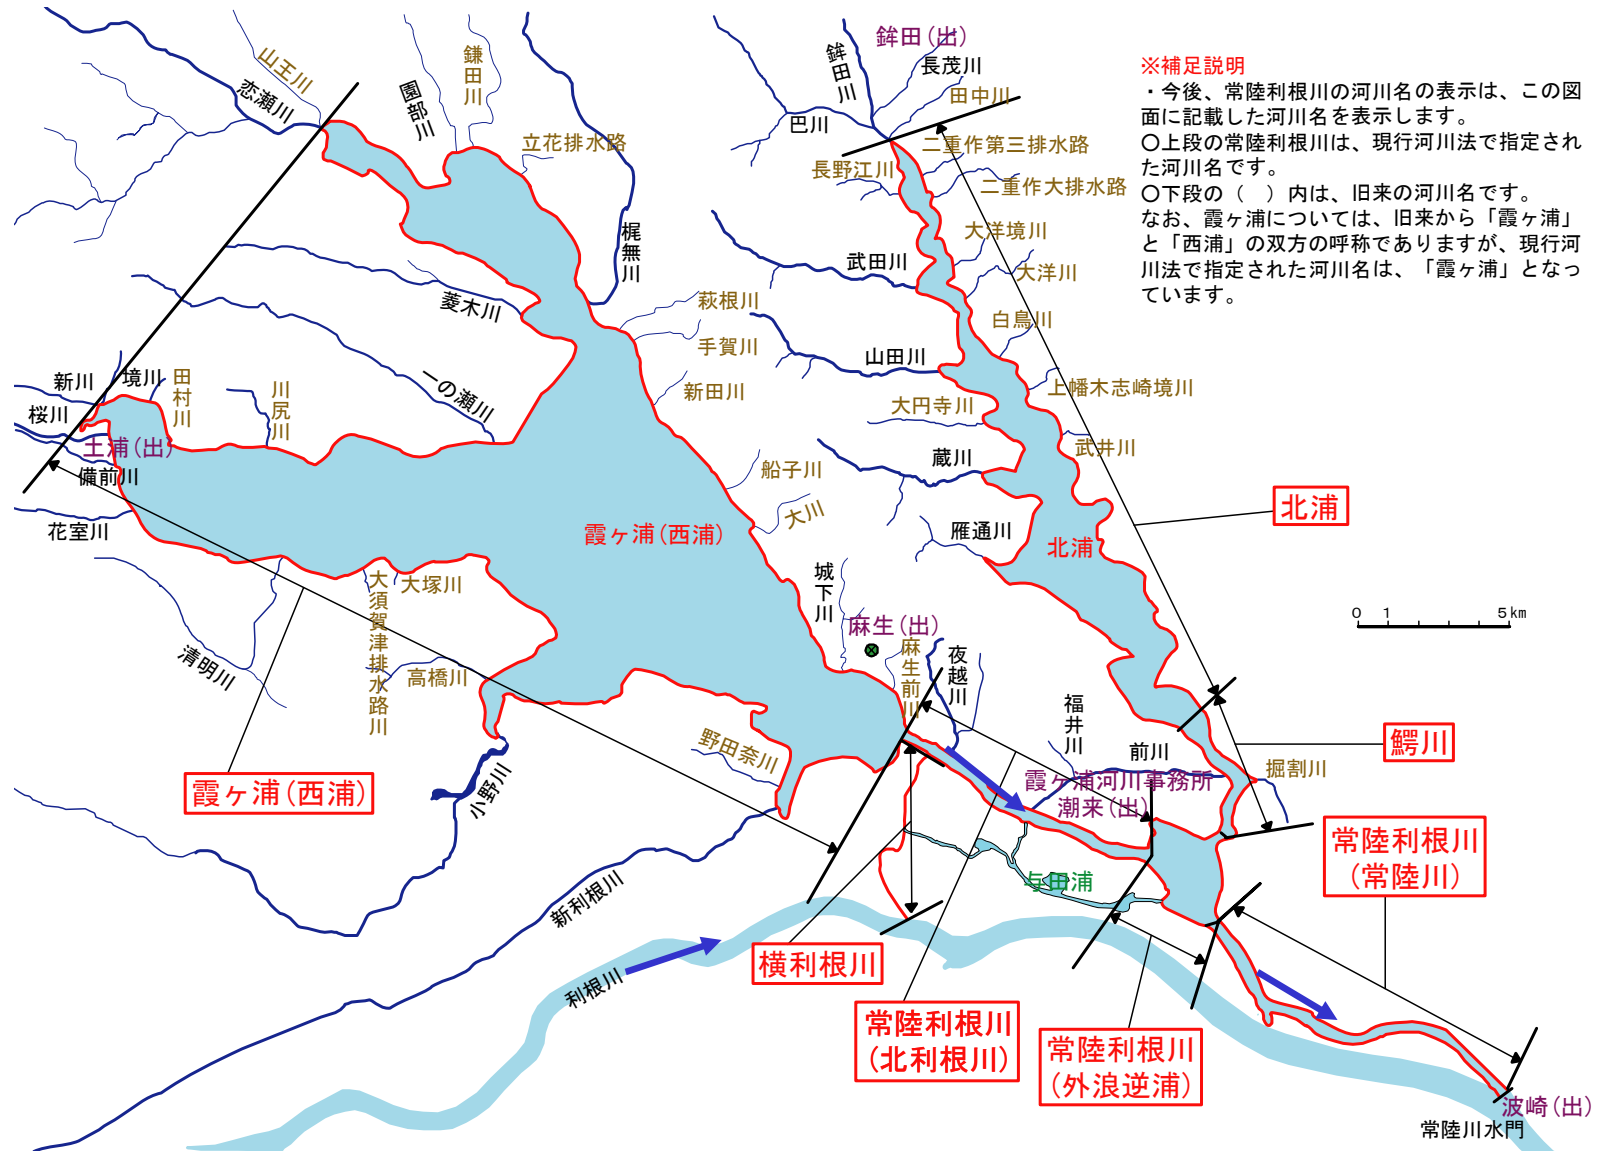 ※補足説明
・今後、常陸利根川の河川名の表示は、この図
面に記載した河川名を表示します。
〇上段の常陸利根川は、現行河川法で指定され
た河川名です。
〇下段の（　）内は、旧来の河川名です。
なお、霞ヶ浦については、旧来から「霞ヶ浦」
と「西浦」の双方の呼称でありますが、現行河
川法で指定された河川名は、「霞ヶ浦」となっ
ています。
山王川
恋瀬川
園部川
鎌田川
立花排水路
梶無川
菱木川
一の瀬川
萩根川
手賀川
新田川
新川
境川
田村川
川尻川
桜川
土浦(出)
備前川
花室川
船子川
大川
霞ヶ浦(西浦)
清明川
大須賀津排水路川
大塚川
高橋川
霞ヶ浦(西浦)
小野川
野田奈川
新利根川
利根川
城下川
麻生(出)
麻生前川
夜越川
鉾田川
鉾田(出)
長茂川
田中川
巴川
二重作第三排水路
長野江川
二重作大排水路
大洋境川
武田川
大洋川
白鳥川
山田川
上幡木志崎境川
大円寺川
武井川
蔵川
雁通川
北浦
北浦
0
1
5km
福井川
前川
鰐川
掘割川
霞ヶ浦河川事務所
潮来(出)
与田浦
横利根川
常陸利根川
(北利根川)
常陸利根川
(外浪逆浦)
常陸利根川
(常陸川)
波崎(出)
常陸川水門